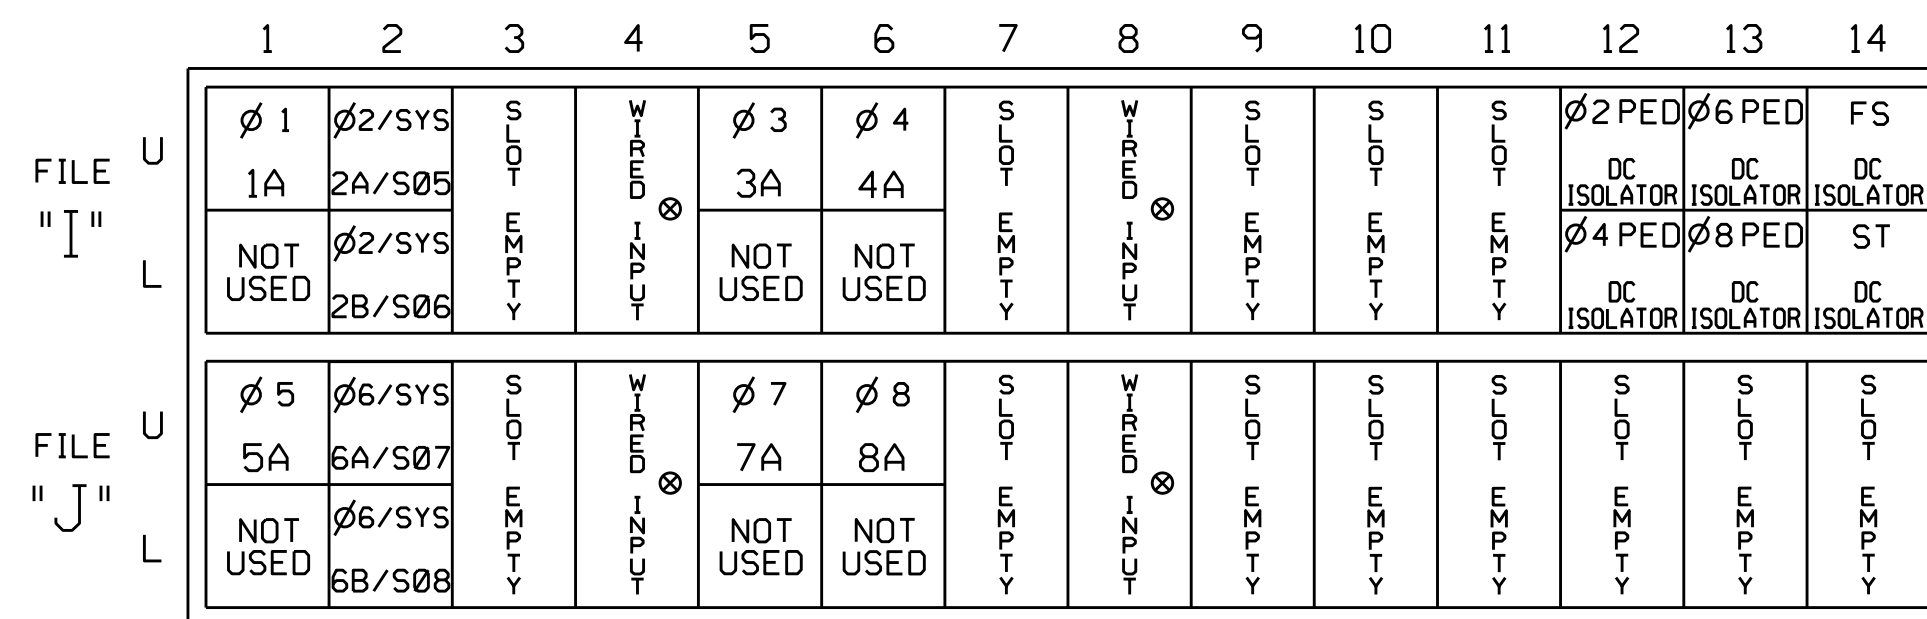 1 2 3 4 5 6 7 8 9 10 11 12 13 14
FILE
"I"
U
L
Ø 1
1A
NOT
USED
Ø2/SYS
2A/SØ5
Ø2/SYS
2B/SØ6
SLOT EMPTY
WIRED INPUT
Ø 3
3A
NOT
USED
Ø 4
4A
NOT
USED
SLOT EMPTY
WIRED INPUT
SLOT EMPTY
SLOT EMPTY
SLOT EMPTY
Ø2 PED
DC
ISOLATOR
Ø4 PED
DC
ISOLATOR
Ø6 PED
DC
ISOLATOR
Ø8 PED
DC
ISOLATOR
FS
DC
ISOLATOR
ST
DC
ISOLATOR
FILE
"J"
U
L
Ø 5
5A
NOT
USED
Ø6/SYS
6A/SØ7
Ø6/SYS
6B/SØ8
SLOT EMPTY
WIRED INPUT
Ø 7
7A
NOT
USED
Ø 8
8A
NOT
USED
SLOT EMPTY
WIRED INPUT
SLOT EMPTY
SLOT EMPTY
SLOT EMPTY
SLOT EMPTY
SLOT EMPTY
SLOT EMPTY